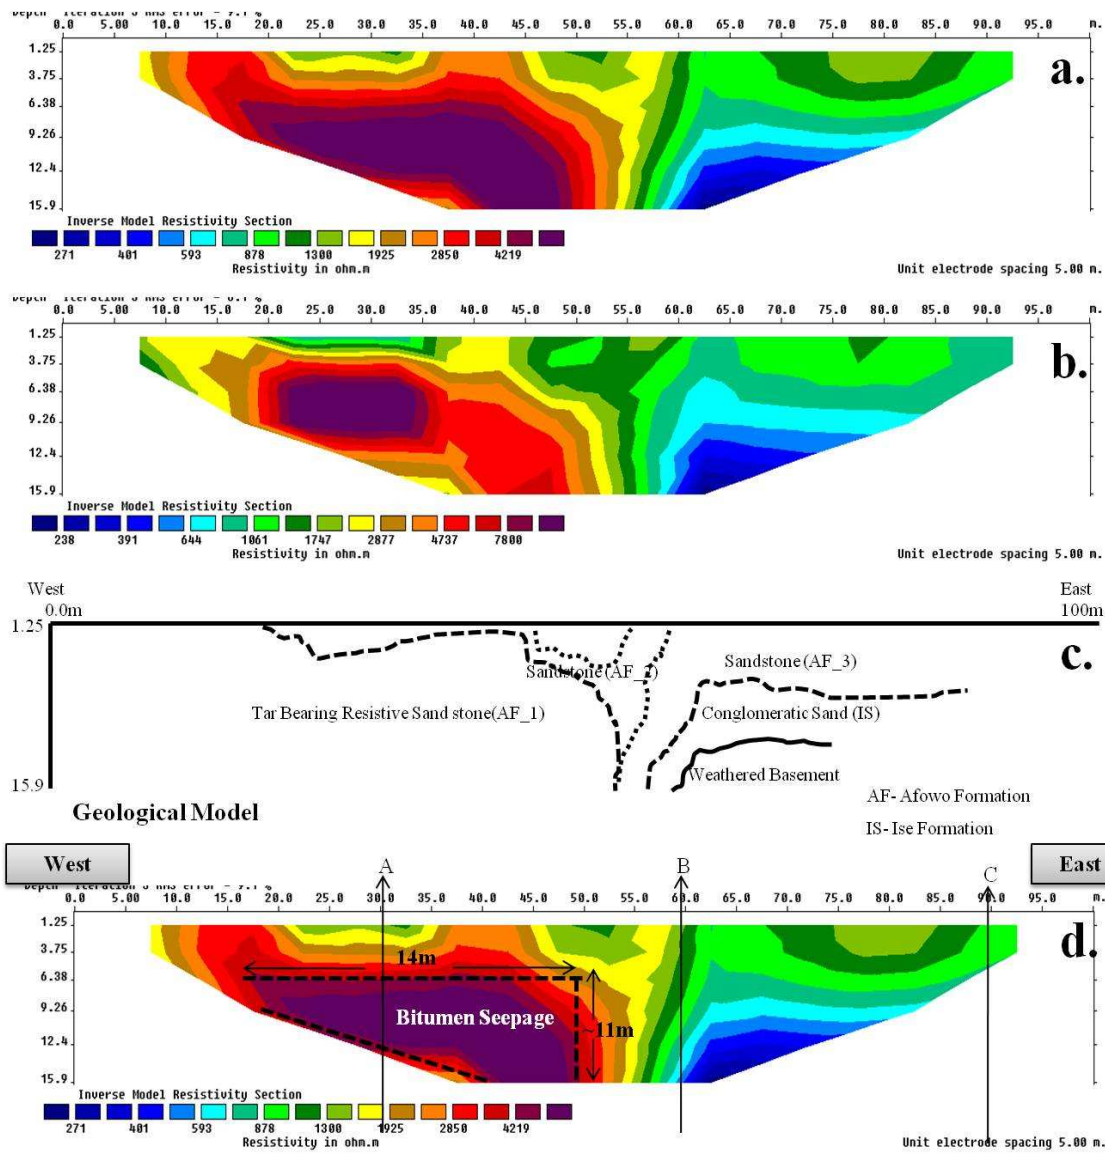 Depth Iteration 5 RMS error = 9.1 %
0.0 5.00 10.0 15.0 20.0 25.0 30.0 35.0 40.0 45.0 50.0 55.0 60.0 65.0 70.0 75.0 80.0 85.0 90.0 95.0 m.
1.25
a.
3.75
6.38
9.26
12.4
15.9
Inverse Model Resistivity Section
271 401 593 878 1300 1925 2850 4219
Resistivity in ohm.m
Unit electrode spacing 5.00 m.
0.0 5.00 10.0 15.0 20.0 25.0 30.0 35.0 40.0 45.0 50.0 55.0 60.0 65.0 70.0 75.0 80.0 85.0 90.0 95.0 m.
1.25
b.
3.75
6.38
9.26
12.4
15.9
Inverse Model Resistivity Section
238 391 644 1061 1747 2877 4737 7800
Resistivity in ohm.m
Unit electrode spacing 5.00 m.
West
East
0.0m
100m
1.25
c.
Sandstone (AF_3)
Sandstone (AF_2)
Tar Bearing Resistive Sand stone(AF_1)
Conglomeratic Sand (IS)
Weathered Basement
15.9
AF- Afowo Formation
Geological Model
IS- Ise Formation
West
A
B
C
East
0.0 5.00 10.0 15.0 20.0 25.0 30.0 35.0 40.0 45.0 50.0 55.0 60.0 65.0 70.0 75.0 80.0 85.0 90.0 95.0 m.
1.25
d.
3.75
14m
6.38
9.26
Bitumen Seepage
~11m
12.4
15.9
Inverse Model Resistivity Section
271 401 593 878 1300 1925 2850 4219
Resistivity in ohm.m
Unit electrode spacing 5.00 m.